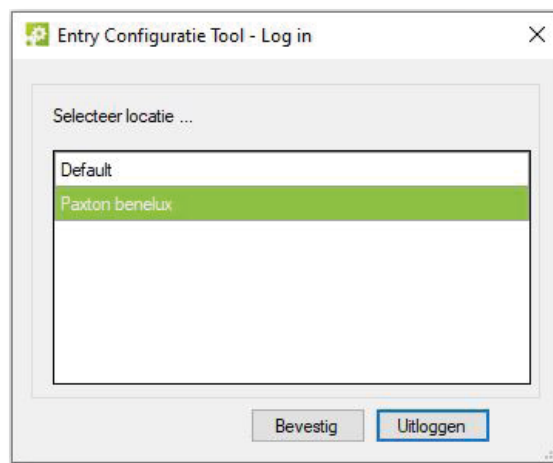 Entry Configuratie Tool - Log in
Selecteer locatie ...
Default
Paxton benelux
Bevestig Uitloggen